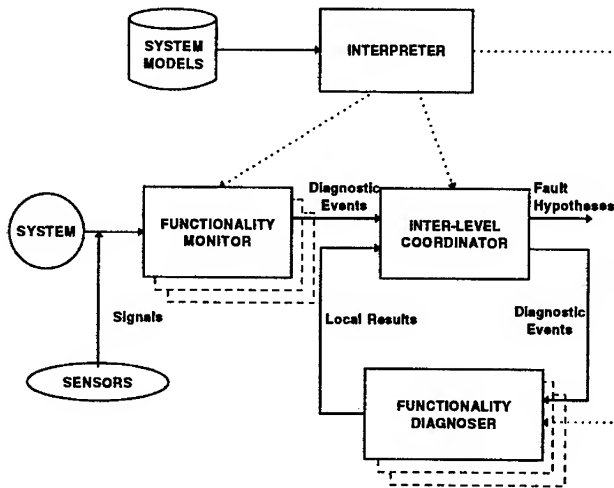 SYSTEM
MODELS
INTERPRETER
SYSTEM
FUNCTIONALITY
MONITOR
Diagnostic
Events
INTER-LEVEL
COORDINATOR
Fault
Hypotheses
Signals
Local Results
Diagnostic
Events
SENSORS
FUNCTIONALITY
DIAGNOSER